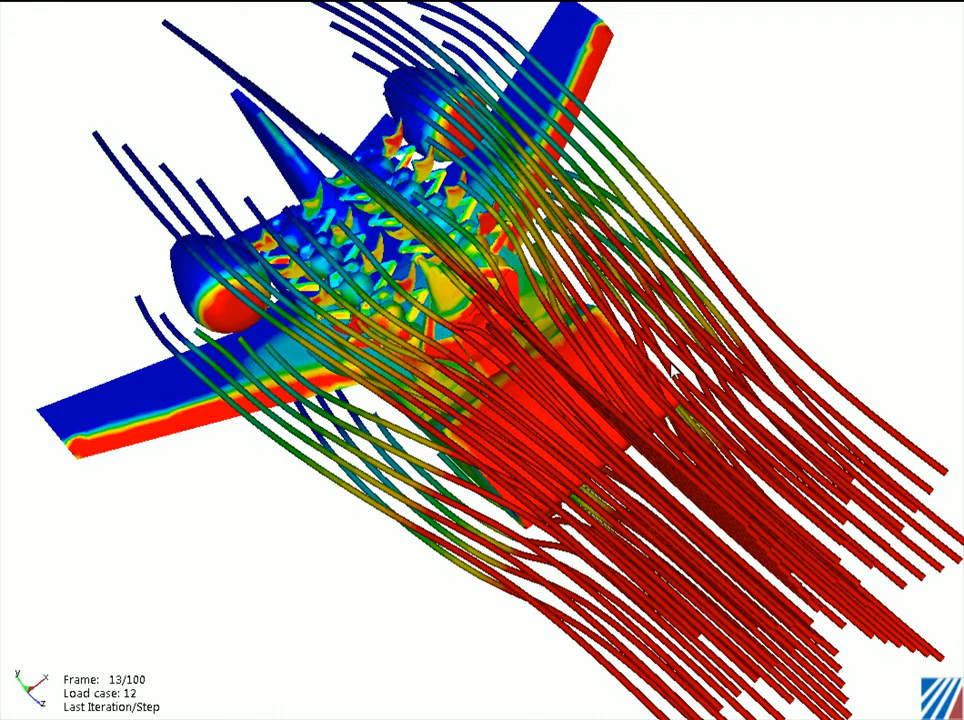 y
x
z
Frame: 13/100
Load case: 12
Last Iteration/Step